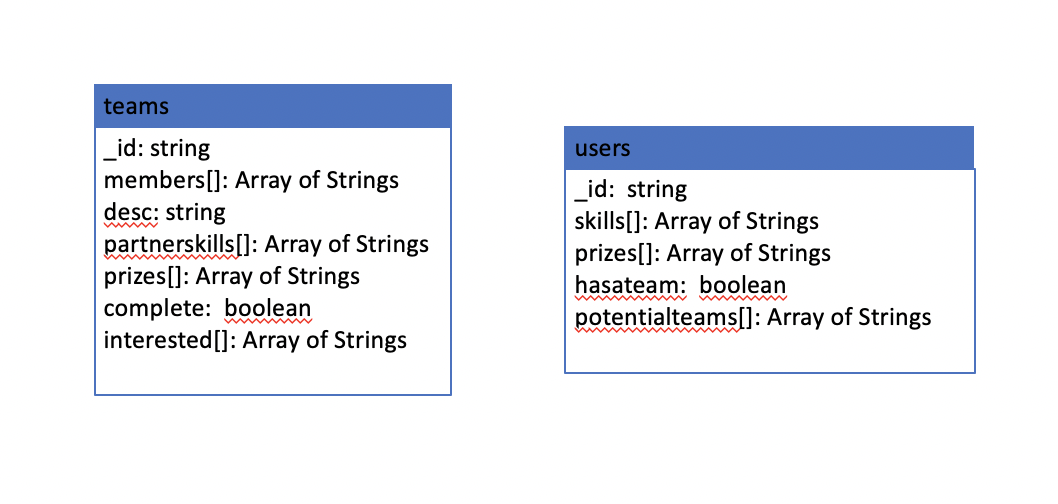 teams
_id: string
members[]: Array of Strings
desc: string
partnerskills[]: Array of Strings
prizes[]: Array of Strings
complete:  boolean
interested[]: Array of Strings
users
_id:  string
skills[]: Array of Strings
prizes[]: Array of Strings
hasateam:  boolean
potentialteams[]: Array of Strings